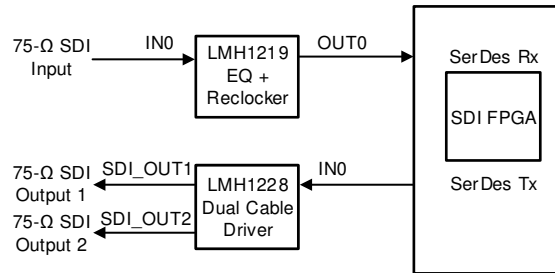 75-Ω SDI
Input
IN0
LMH1219
EQ +
Reclocker
OUT0
SerDes Rx
SDI FPGA
SerDes Tx
75-Ω SDI
Output 1
SDI_OUT1
75-Ω SDI
Output 2
SDI_OUT2
LMH1228
Dual Cable
Driver
IN0